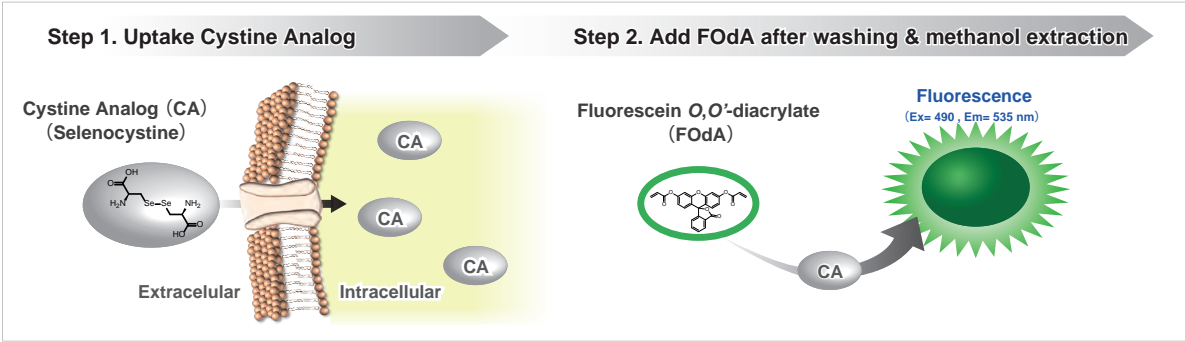 Step 1. Uptake Cystine Analog
Step 2. Add FOdA after washing & methanol extraction
Cystine Analog (CA)
(Selenocystine)
OH
O
H₂N
Se
Se
NH₂
O
HO
Extracelular
Intracellular
CA
CA
CA
Fluorescein O,O'-diacrylate
(FOdA)
O
O
O
O
O
O
O
CA
Fluorescence
(Ex= 490 , Em= 535 nm)